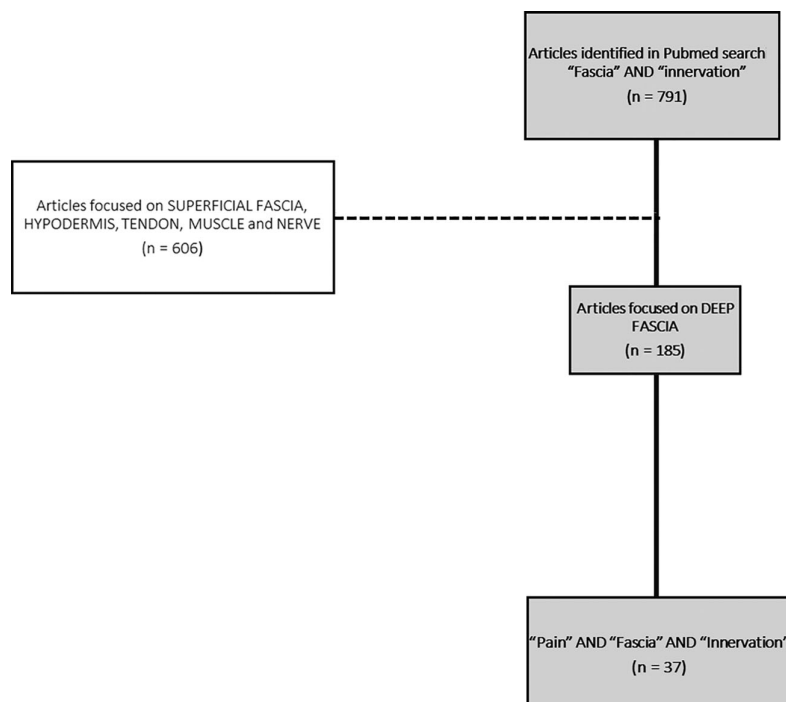 Articles identified in Pubmed search
“Fascia” AND “innervation”
(n = 791)
Articles focused on SUPERFICIAL FASCIA,
HYPODERMIS, TENDON, MUSCLE and NERVE
(n = 606)
Articles focused on DEEP
FASCIA
(n = 185)
“Pain” AND “Fascia” AND “Innervation”
(n = 37)